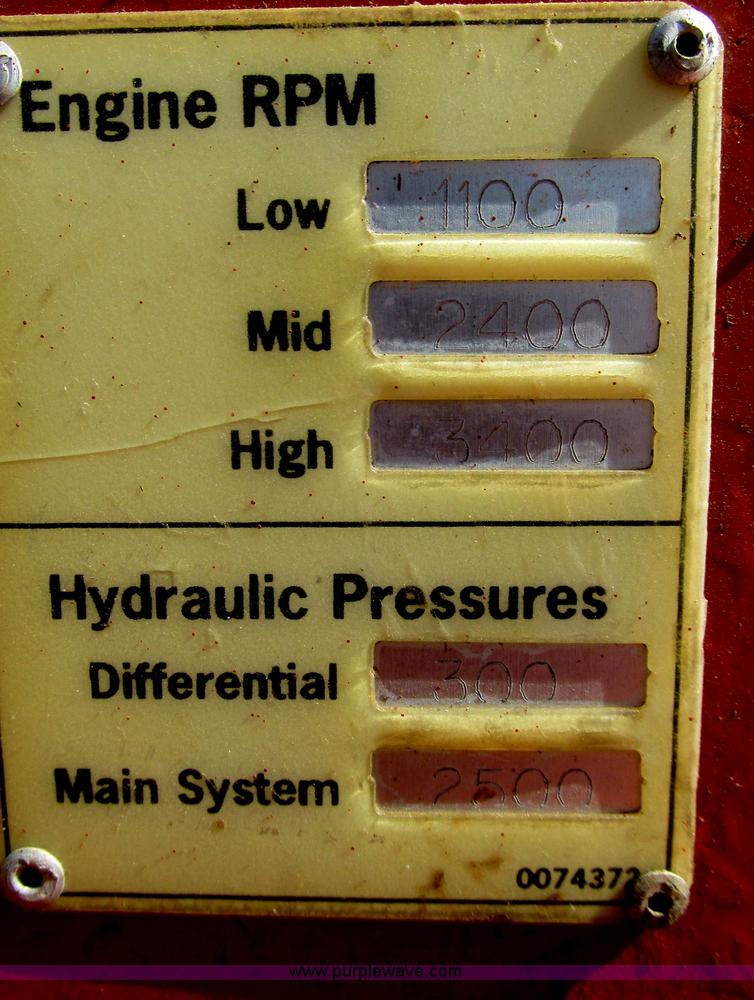 Engine RPM
Low 1100
Mid 2400
High 3400
Hydraulic Pressures
Differential 300
Main System 2500
0074372
www.purplewave.com